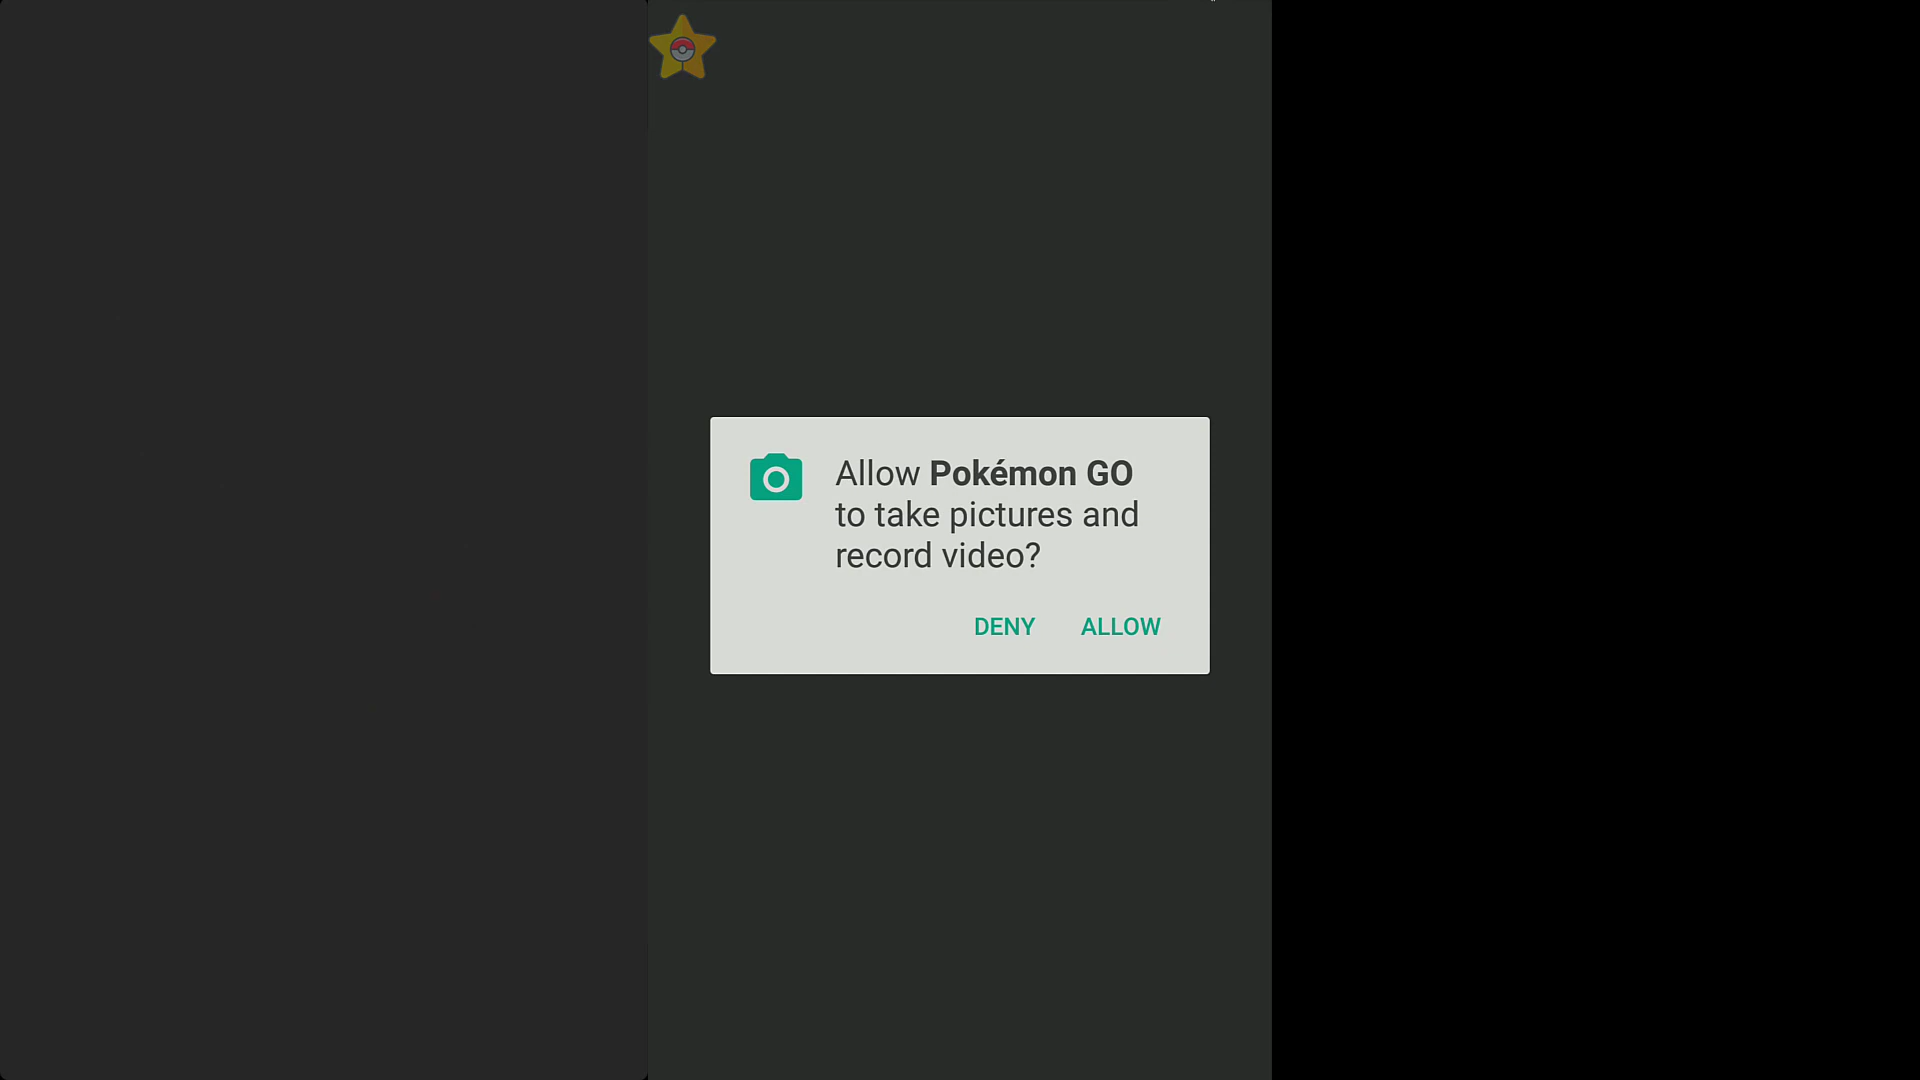 Allow Pokémon GO
to take pictures and
record video?
DENY ALLOW